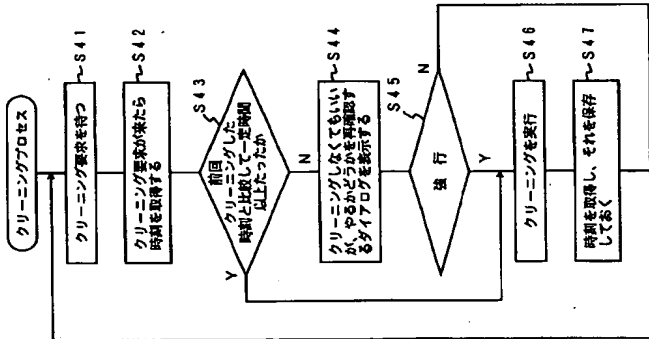 クリーニングプロセス
クリーニング要求を待つ
S41
クリーニング要求が来たら
時刻を取得する
S42
前回
クリーニングした
時刻と比較して一定時間
以上たったか
S43
Y
N
クリーニングしなくてもいい
が、やるかどうかを再確認す
るダイアログを表示する
S44
強行
S45
N
Y
クリーニングを実行
S46
時刻を取得し、それを保存
しておく
S47